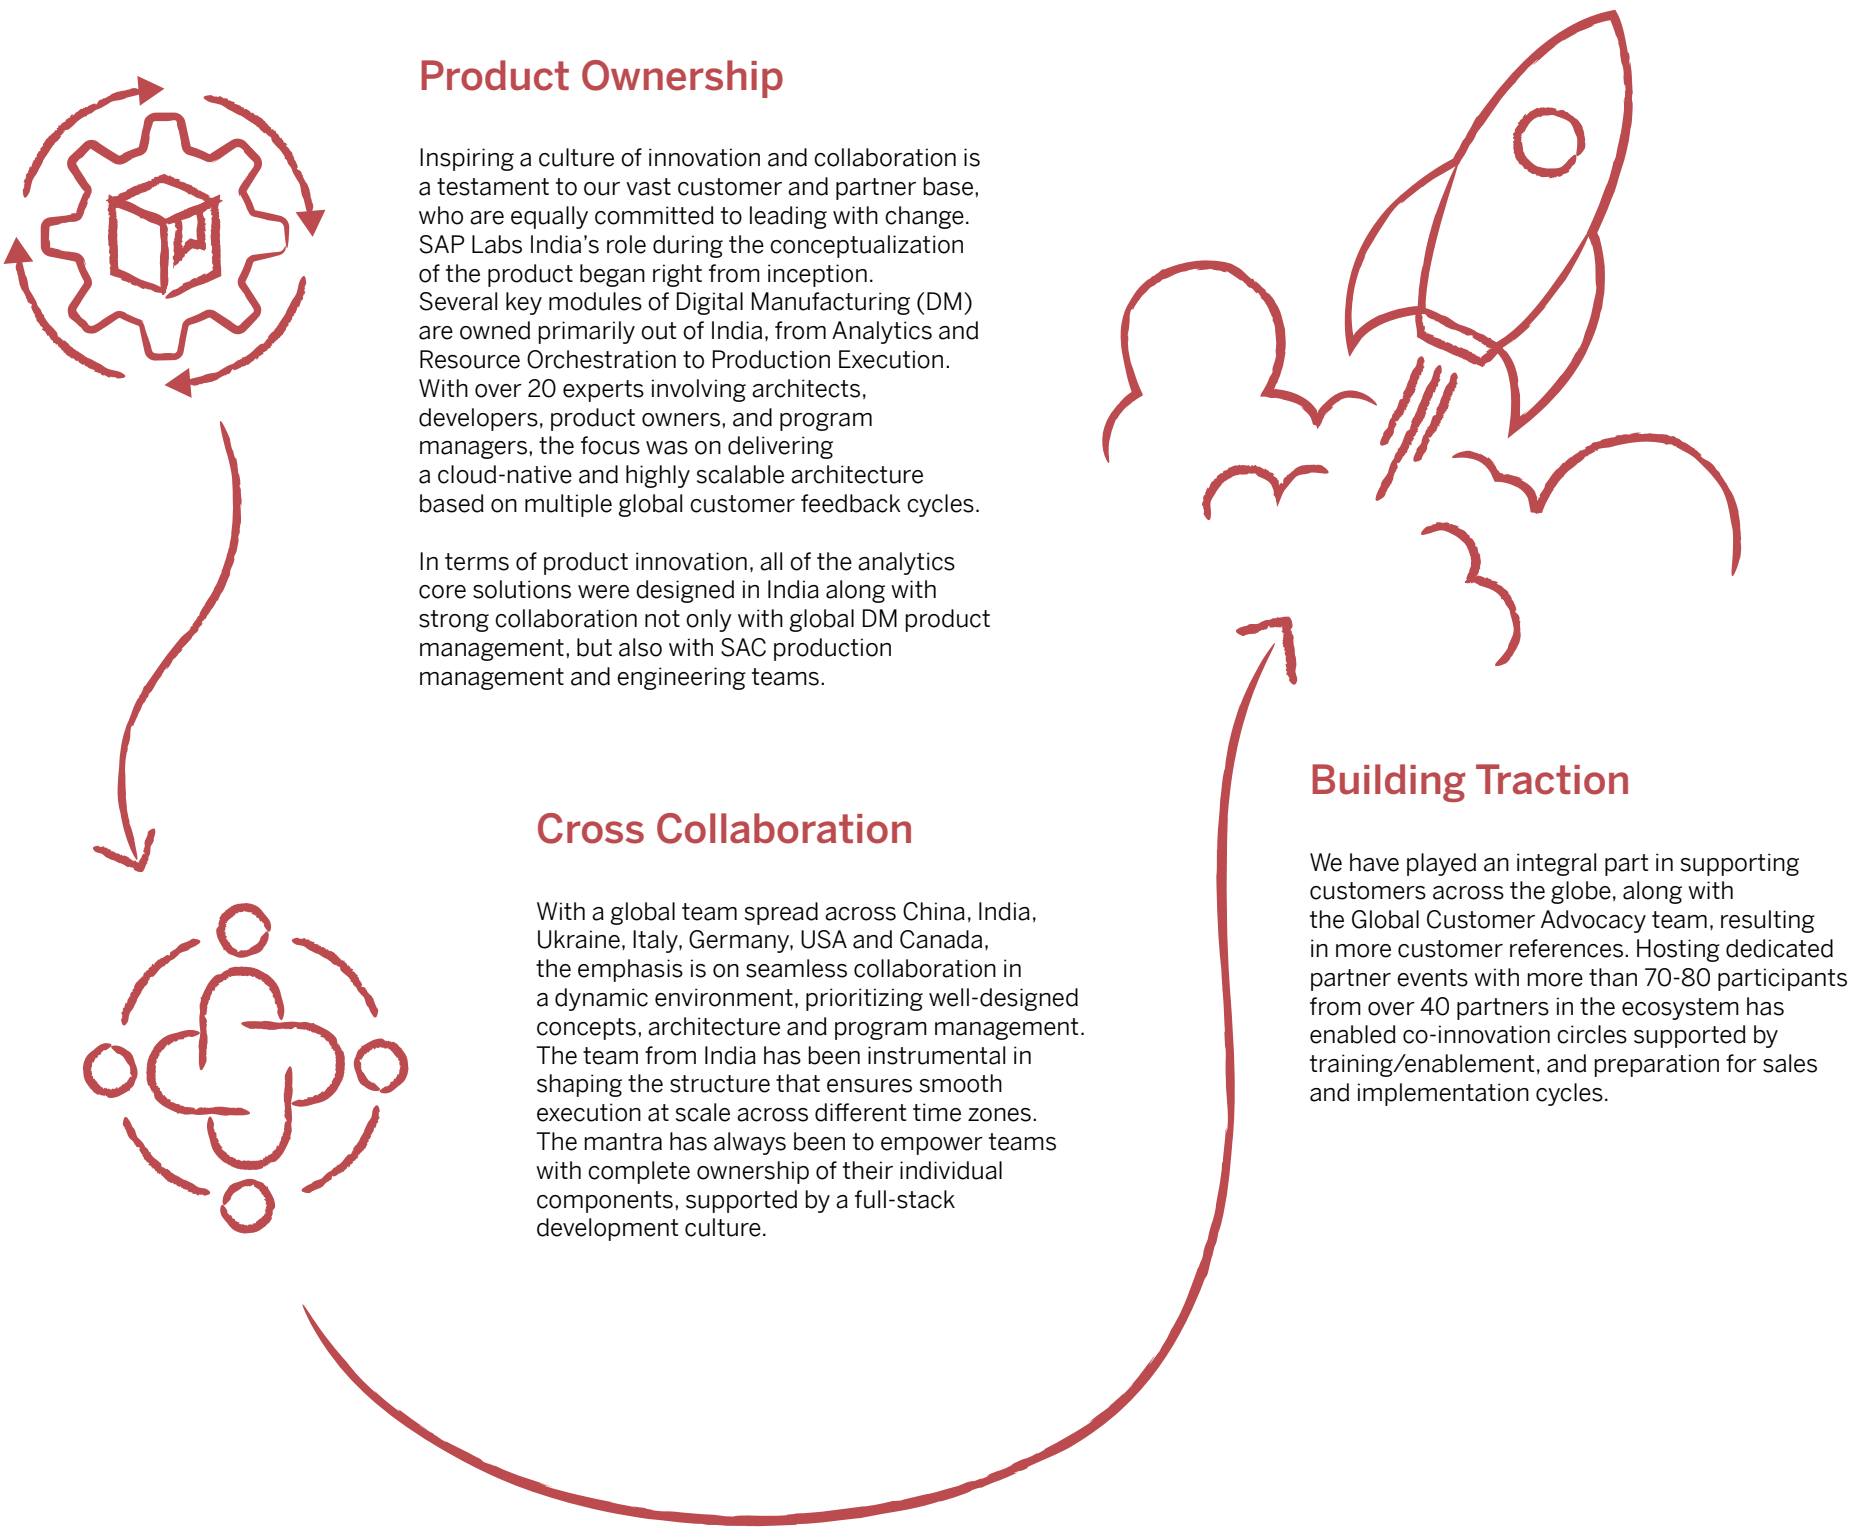 Product Ownership
Inspiring a culture of innovation and collaboration is
a testament to our vast customer and partner base,
who are equally committed to leading with change.
SAP Labs India’s role during the conceptualization
of the product began right from inception.
Several key modules of Digital Manufacturing (DM)
are owned primarily out of India, from Analytics and
Resource Orchestration to Production Execution.
With over 20 experts involving architects,
developers, product owners, and program
managers, the focus was on delivering
a cloud-native and highly scalable architecture
based on multiple global customer feedback cycles.
In terms of product innovation, all of the analytics
core solutions were designed in India along with
strong collaboration not only with global DM product
management, but also with SAC production
management and engineering teams.
Cross Collaboration
With a global team spread across China, India,
Ukraine, Italy, Germany, USA and Canada,
the emphasis is on seamless collaboration in
a dynamic environment, prioritizing well-designed
concepts, architecture and program management.
The team from India has been instrumental in
shaping the structure that ensures smooth
execution at scale across different time zones.
The mantra has always been to empower teams
with complete ownership of their individual
components, supported by a full-stack
development culture.
Building Traction
We have played an integral part in supporting
customers across the globe, along with
the Global Customer Advocacy team, resulting
in more customer references. Hosting dedicated
partner events with more than 70-80 participants
from over 40 partners in the ecosystem has
enabled co-innovation circles supported by
training/enablement, and preparation for sales
and implementation cycles.